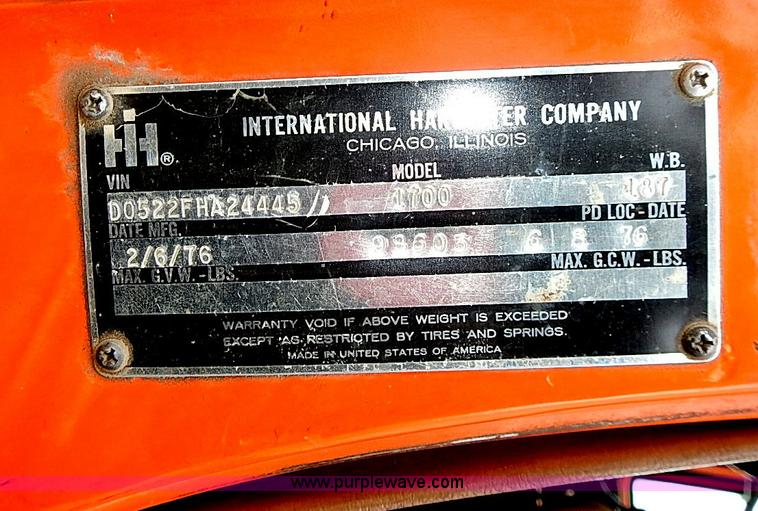 IH ®
INTERNATIONAL HARVESTER COMPANY
CHICAGO, ILLINOIS
VIN MODEL W.B.
D0522FHA24445 // 1700 187
DATE MFG. PD LOC-DATE
2/6/76 6 8 76
MAX. G.V.W.-LBS. MAX. G.C.W.-LBS.
WARRANTY VOID IF ABOVE WEIGHT IS EXCEEDED
EXCEPT AS RESTRICTED BY TIRES AND SPRINGS.
MADE IN UNITED STATES OF AMERICA
www.purplewave.com